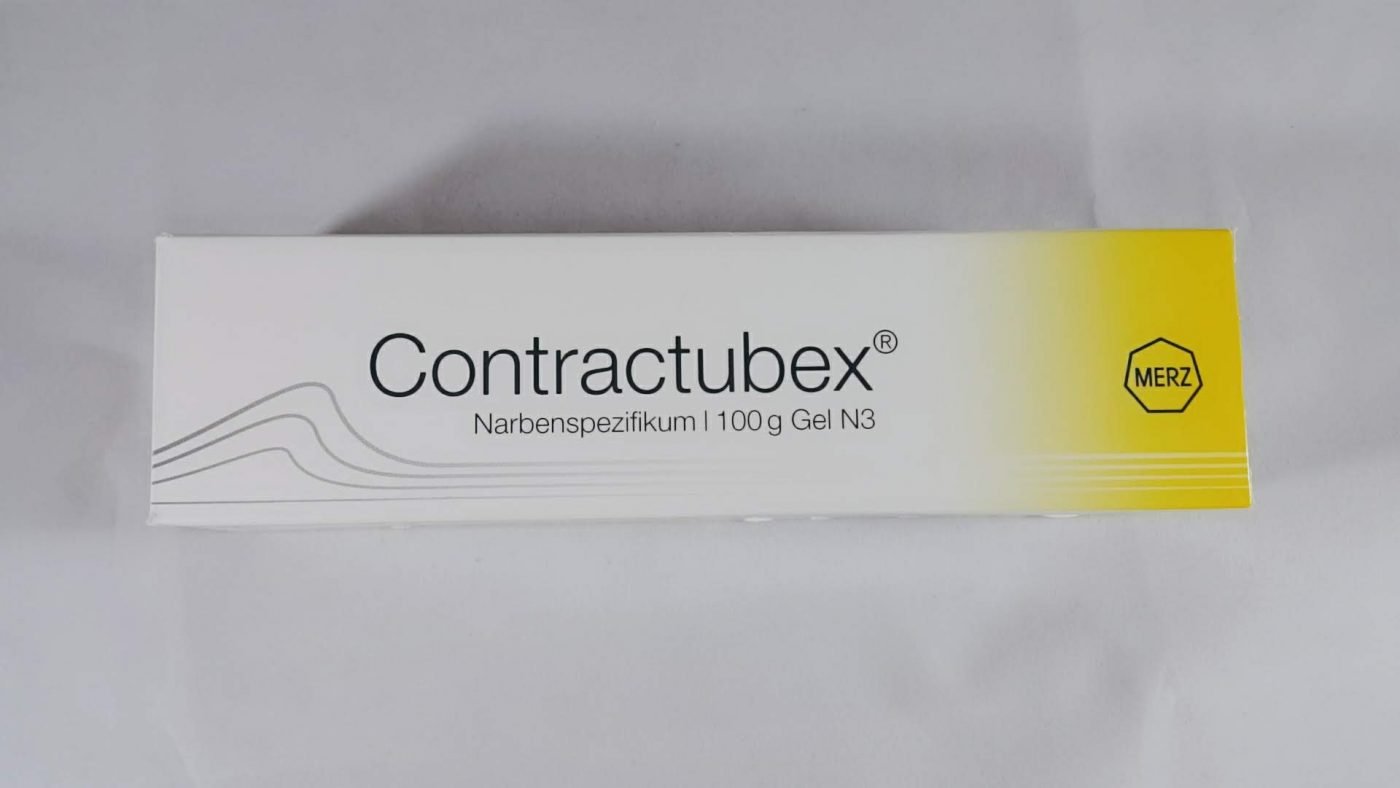 Contractubex®
Narbenspezifikum | 100 g Gel N3
MERZ